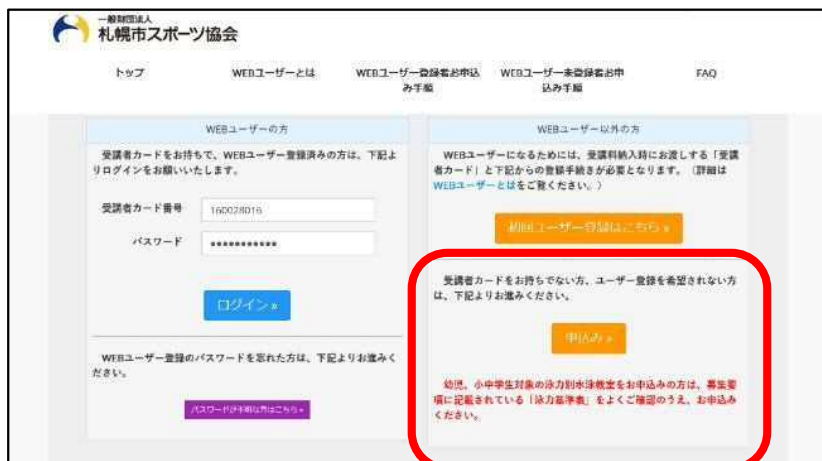 一般財団法人
札幌市スポーツ協会
トップ
WEBユーザーとは
WEBユーザー登録者お申込
み手順
WEBユーザー未登録者お申
込み手順
FAQ
WEBユーザーの方
受講者カードをお持ちで、WEBユーザー登録済みの方は、下記よ
りログインをお願いいたします。
受講者カード番号
160028016
パスワード
•••••••••••
ログイン »
WEBユーザー登録のパスワードを忘れた方は、下記よりお進みく
ださい。
パスワードが不明な方はこちら »
WEBユーザー以外の方
WEBユーザーになるためには、受講料納入時にお渡しする「受講
者カード」と下記からの登録手続きが必要となります。（詳細は
WEBユーザーとはをご覧ください。）
初回ユーザー登録はこちら »
受講者カードをお持ちでない方、ユーザー登録を希望されない方
は、下記よりお進みください。
申込み »
幼児、小中学生対象の泳力別水泳教室をお申込みの方は、募集要
項に記載されている「泳力基準表」をよくご確認のうえ、お申込み
ください。